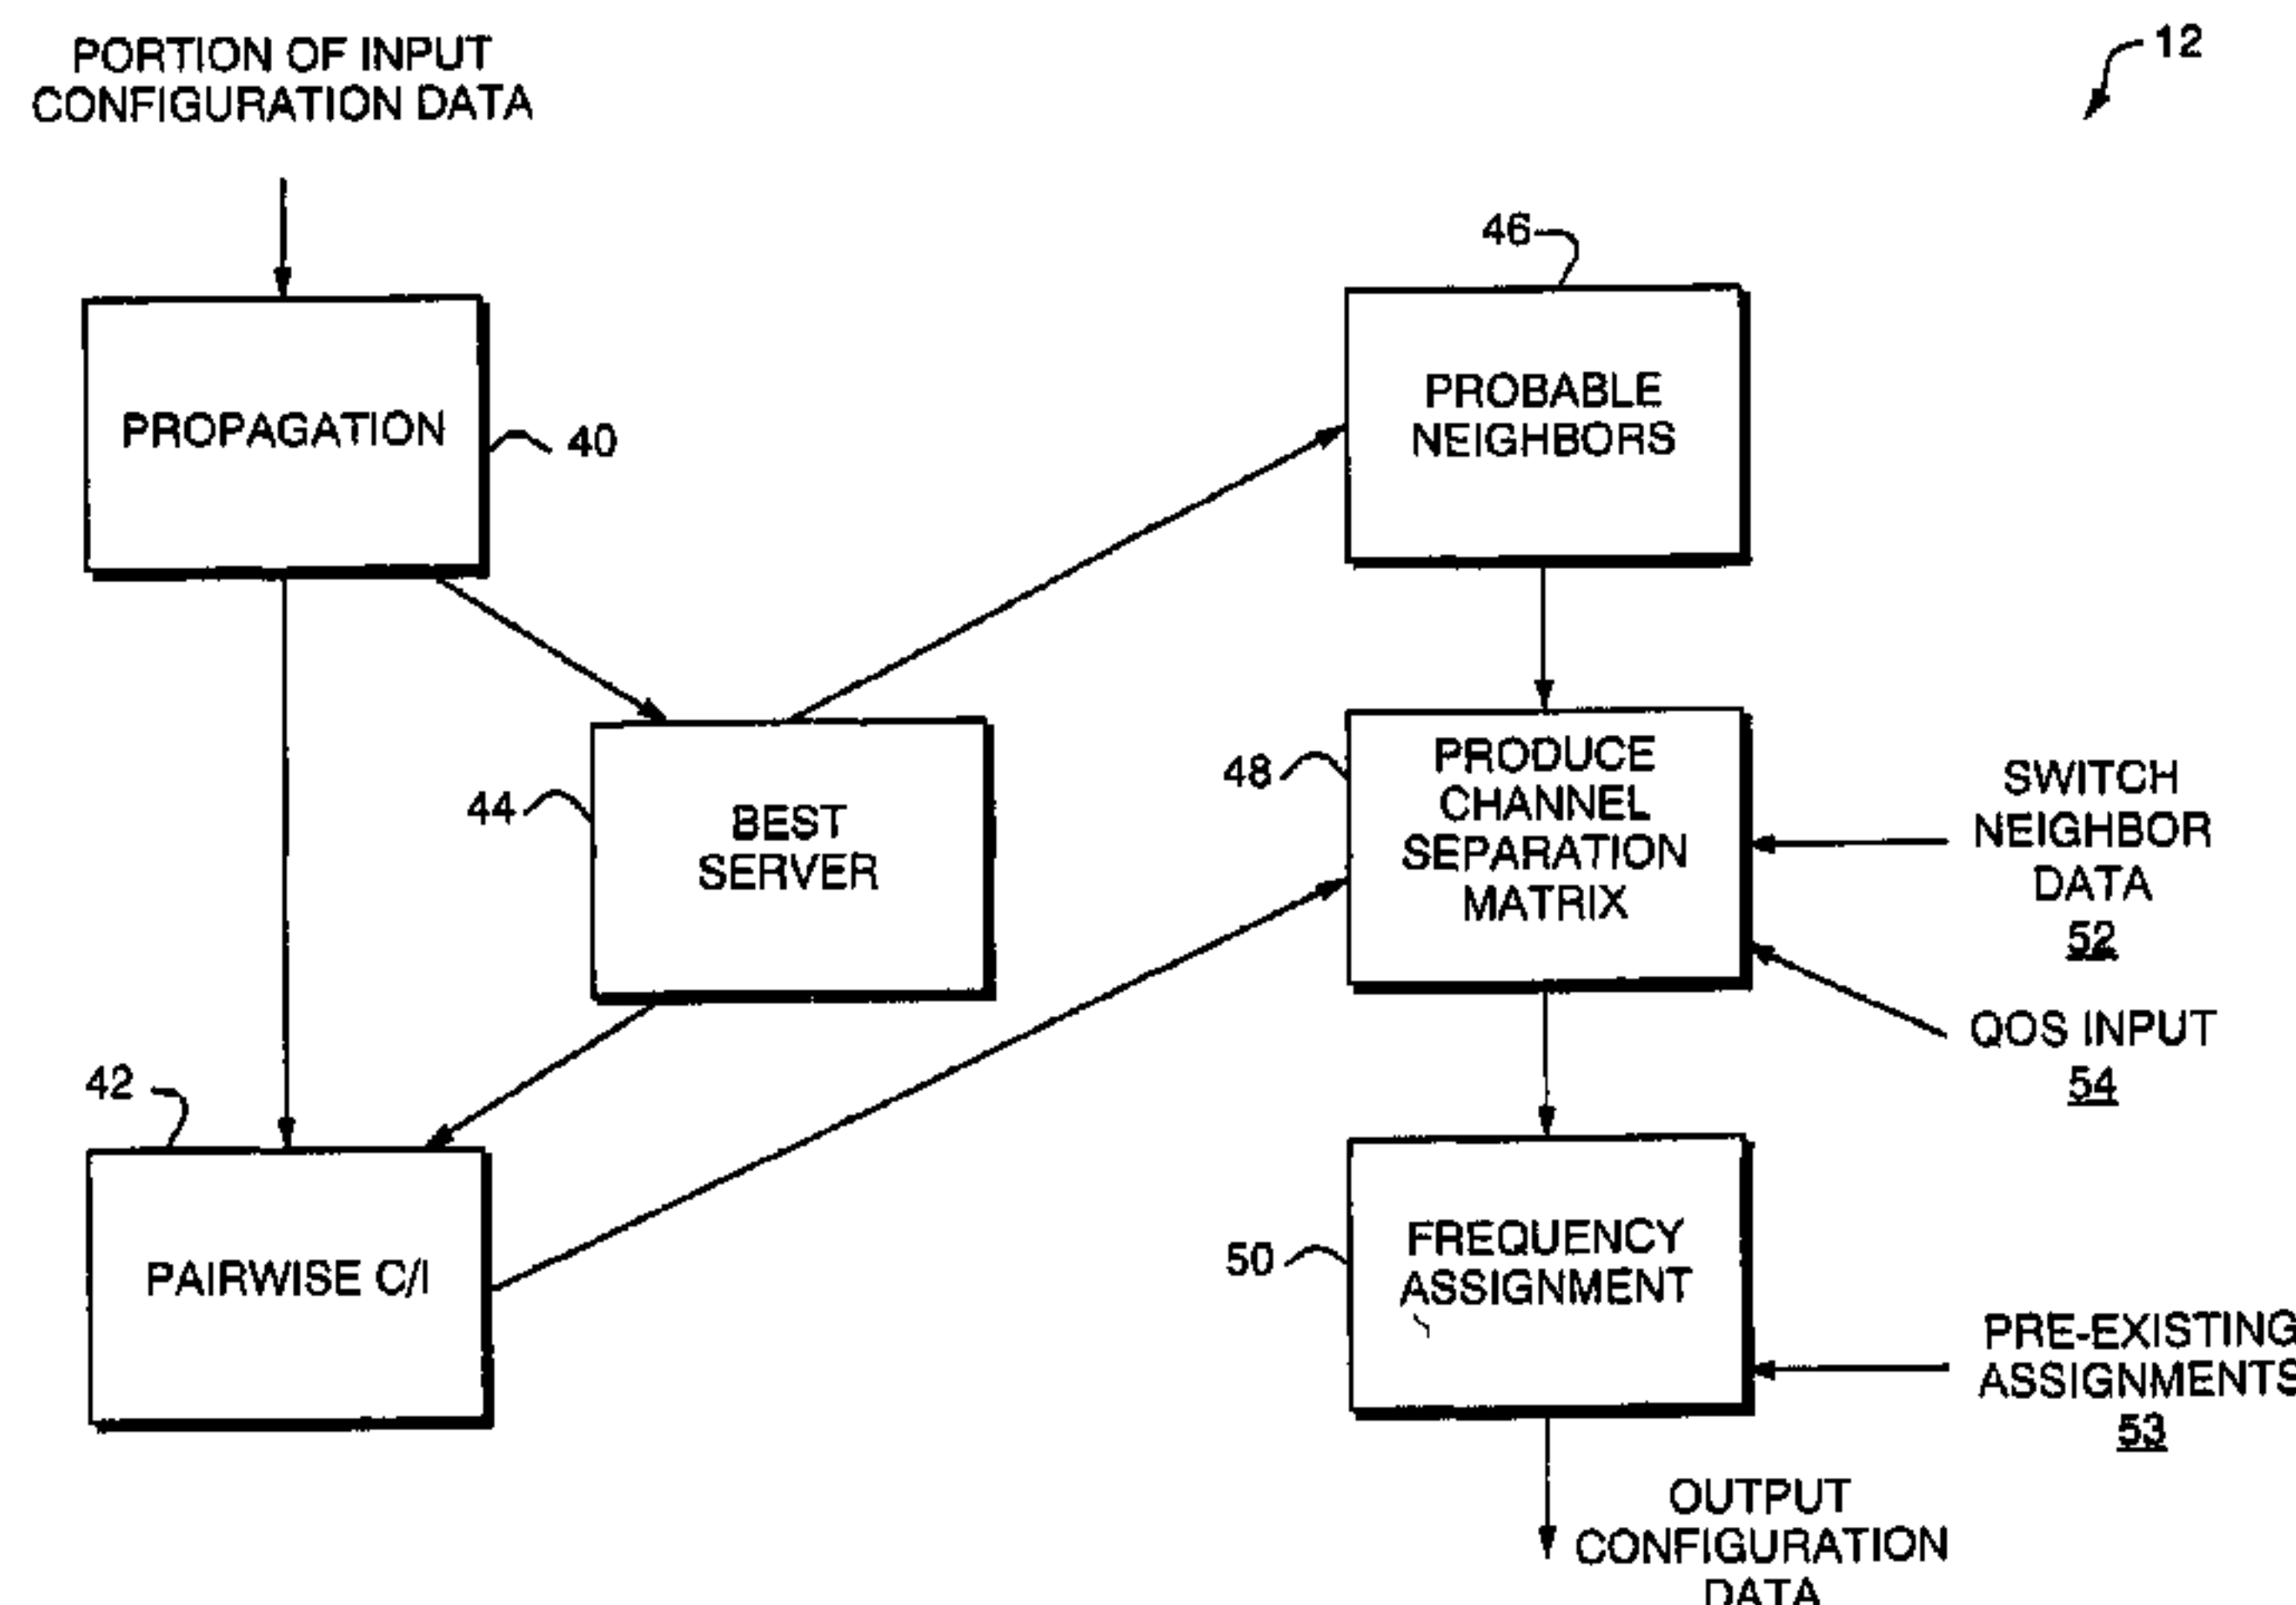 PORTION OF INPUT
CONFIGURATION DATA
12
46
PROPAGATION
40
PROBABLE
NEIGHBORS
44
BEST
SERVER
48
PRODUCE
CHANNEL
SEPARATION
MATRIX
SWITCH
NEIGHBOR
DATA
52
QOS INPUT
54
42
PAIRWISE C/I
50
FREQUENCY
ASSIGNMENT
PRE-EXISTING
ASSIGNMENTS
53
OUTPUT
CONFIGURATION
DATA